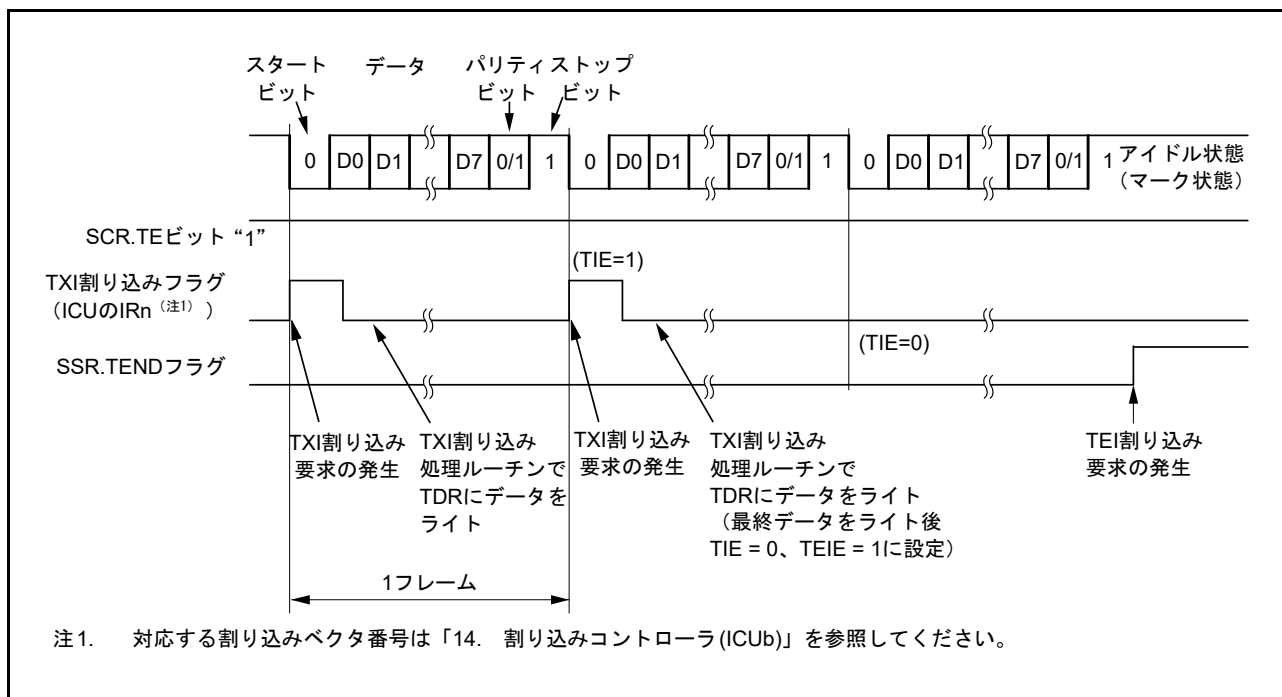 スタート
ビット
データ
パリティ
ビット
ストップ
ビット
0 D0 D1 D7 0/1 1 0 D0 D1 D7 0/1 1 0 D0 D1 D7 0/1 1 アイドル状態
（マーク状態）
SCR.TEビット“1”
TXI割り込みフラグ
（ICUのIRn（注1））
(TIE=1)
(TIE=0)
SSR.TENDフラグ
TXI割り込み
要求の発生
TXI割り込み
処理ルーチンで
TDRにデータを
ライト
TXI割り込み
要求の発生
TXI割り込み
処理ルーチンで
TDRにデータをライト
（最終データをライト後
TIE = 0、TEIE = 1に設定）
TEI割り込み
要求の発生
1フレーム
注1. 対応する割り込みベクタ番号は「14. 割り込みコントローラ(ICUb)」を参照してください。